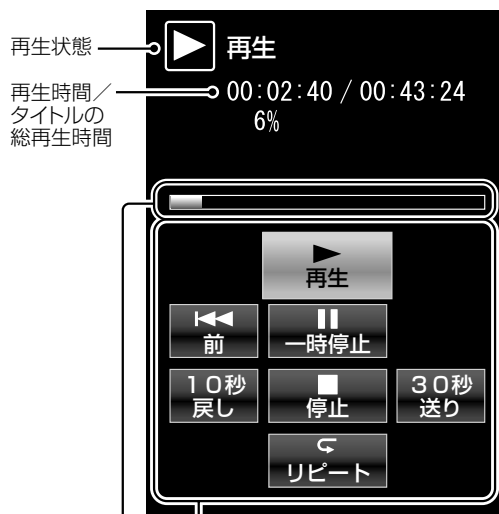 再生状態
再生
再生時間／
タイトルの
総再生時間
00:02:40 / 00:43:24
6%
再生
前
一時停止
１０秒
戻し
停止
３０秒
送り
リピート